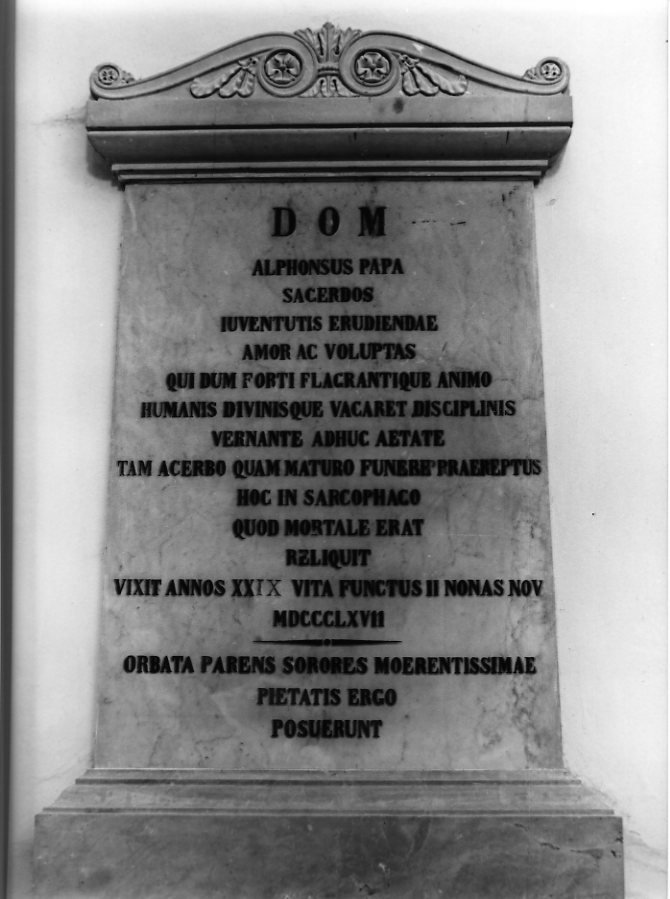 D O M
ALPHONSUS PAPA
SACERDOS
IUVENTUTIS ERUDIENDAE
AMOR AC VOLUPTAS
QUI DUM FORTI FLAGRANTIQUE ANIMO
HUMANIS DIVINISQUE VACARET DISCIPLINIS
VERNANTE ADHUC AETATE
TAM ACERBO QUAM MATURO FUNERE PRAEREPTUS
HOC IN SARCOPHAGO
QUOD MORTALE ERAT
RELIQUIT
VIXIT ANNOS XXIX VITA FUNCTUS II NONAS NOV
MDCCCLXVII
ORBATA PARENS SORORES MOERENTISSIMAE
PIETATIS ERGO
POSUERUNT